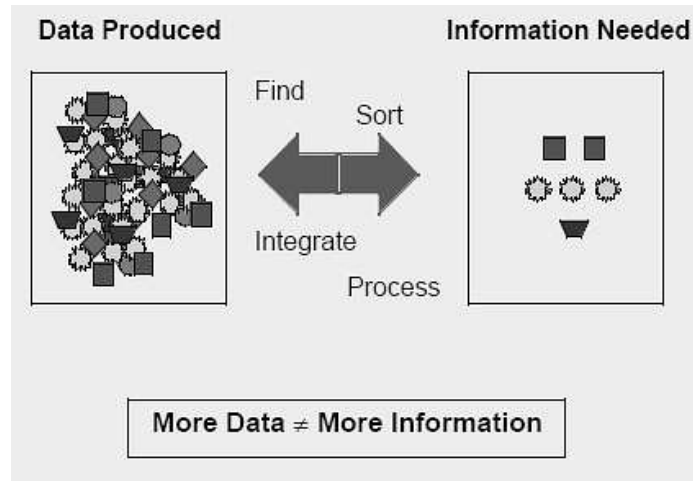 Data Produced
Information Needed
Find
Sort
Integrate
Process
More Data ≠ More Information